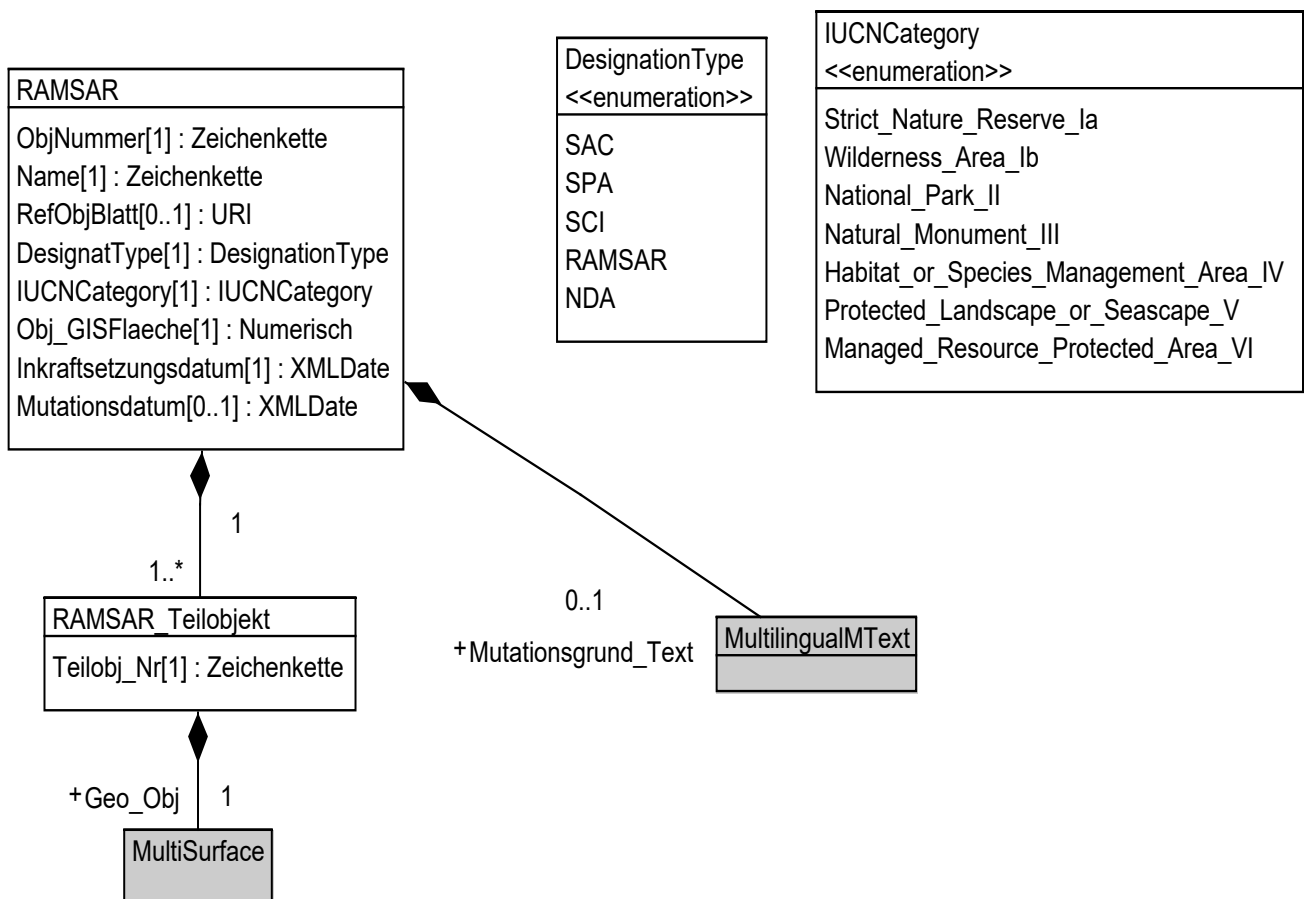 RAMSAR
ObjNummer[1] : Zeichenkette
Name[1] : Zeichenkette
RefObjBlatt[0..1] : URI
DesignatType[1] : DesignationType
IUCNCategory[1] : IUCNCategory
Obj_GISFlaeche[1] : Numerisch
Inkraftsetzungsdatum[1] : XMLDate
Mutationsdatum[0..1] : XMLDate
DesignationType
<<enumeration>>
SAC
SPA
SCI
RAMSAR
NDA
IUCNCategory
<<enumeration>>
Strict_Nature_Reserve_Ia
Wilderness_Area_Ib
National_Park_II
Natural_Monument_III
Habitat_or_Species_Management_Area_IV
Protected_Landscape_or_Seascape_V
Managed_Resource_Protected_Area_VI
1
1..*
RAMSAR_Teilobjekt
Teilobj_Nr[1] : Zeichenkette
0..1
+Mutationsgrund_Text
MultilingualMText
+Geo_Obj
1
MultiSurface